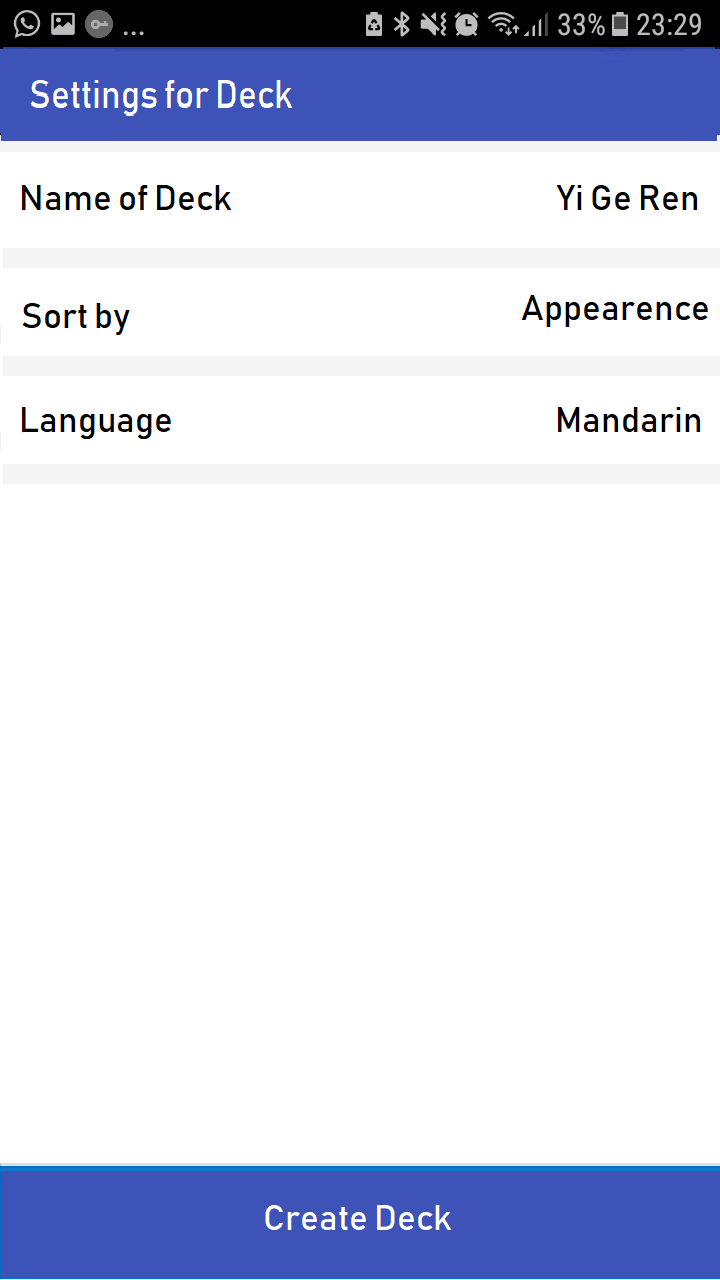 ... 33% 23:29
Settings for Deck
Name of Deck Yi Ge Ren
Sort by Appearence
Language Mandarin
Create Deck